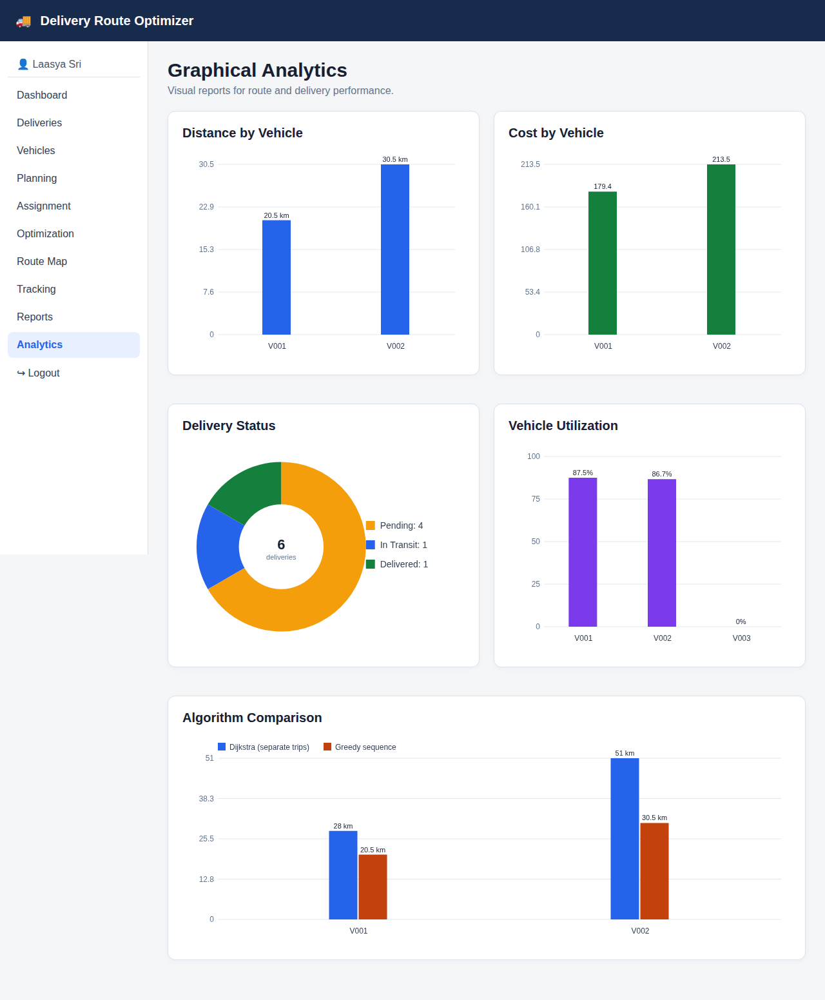 🚚 Delivery Route Optimizer
👤 Laasya Sri
Dashboard
Deliveries
Vehicles
Planning
Assignment
Optimization
Route Map
Tracking
Reports
Analytics
↪ Logout
Graphical Analytics
Visual reports for route and delivery performance.
Distance by Vehicle
30.5
22.9
15.3
7.6
0
20.5 km
30.5 km
V001
V002
Cost by Vehicle
213.5
160.1
106.8
53.4
0
179.4
213.5
V001
V002
Delivery Status
6
deliveries
Pending: 4
In Transit: 1
Delivered: 1
Vehicle Utilization
100
75
50
25
0
87.5%
86.7%
0%
V001
V002
V003
Algorithm Comparison
Dijkstra (separate trips)
Greedy sequence
51
38.3
25.5
12.8
0
28 km
20.5 km
51 km
30.5 km
V001
V002